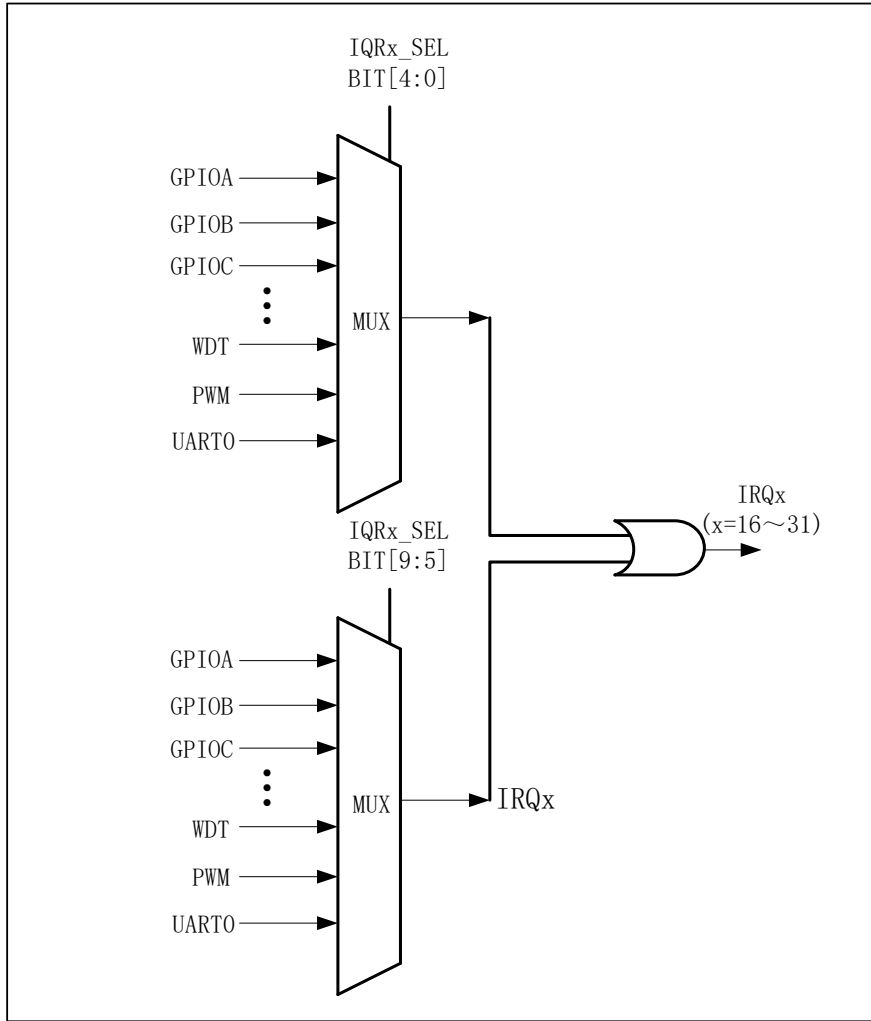 IQRx_SEL
BIT[4:0]
GPIOA
GPIOB
GPIOC
WDT
PWM
UART0
MUX
IRQx
(x=16～31)
IQRx_SEL
BIT[9:5]
GPIOA
GPIOB
GPIOC
WDT
PWM
UART0
MUX
IRQx